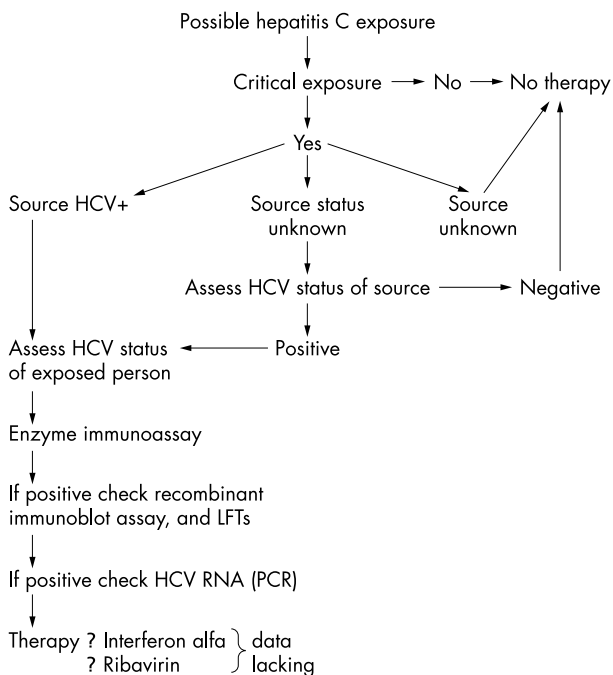 Possible hepatitis C exposure
Critical exposure
No
No therapy
Yes
Source HCV+
Source status
unknown
Source
unknown
Assess HCV status of source
Negative
Assess HCV status
of exposed person
Positive
Enzyme immunoassay
If positive check recombinant
immunoblot assay, and LFTs
If positive check HCV RNA (PCR)
Therapy ? Interferon alfa } data
? Ribavirin lacking